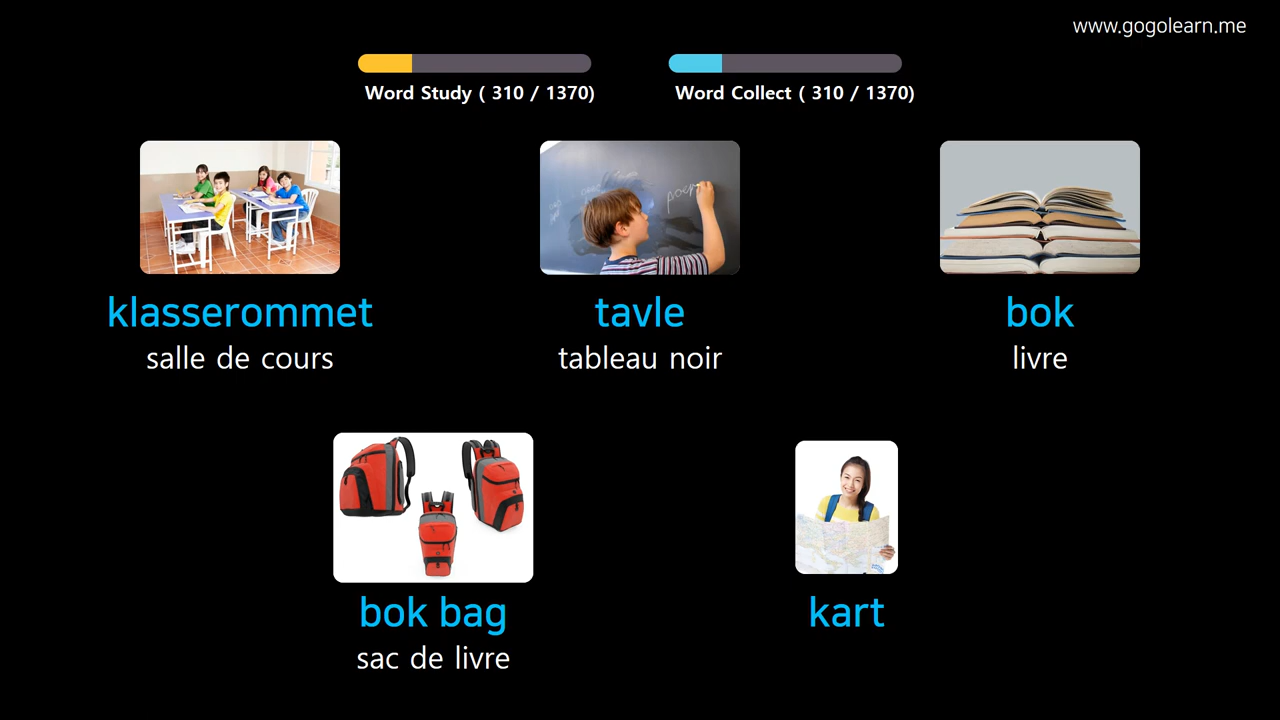 www.gogolearn.me
Word Study ( 310 / 1370)
Word Collect ( 310 / 1370)
klasserommet
salle de cours
tavle
tableau noir
bok
livre
bok bag
sac de livre
kart